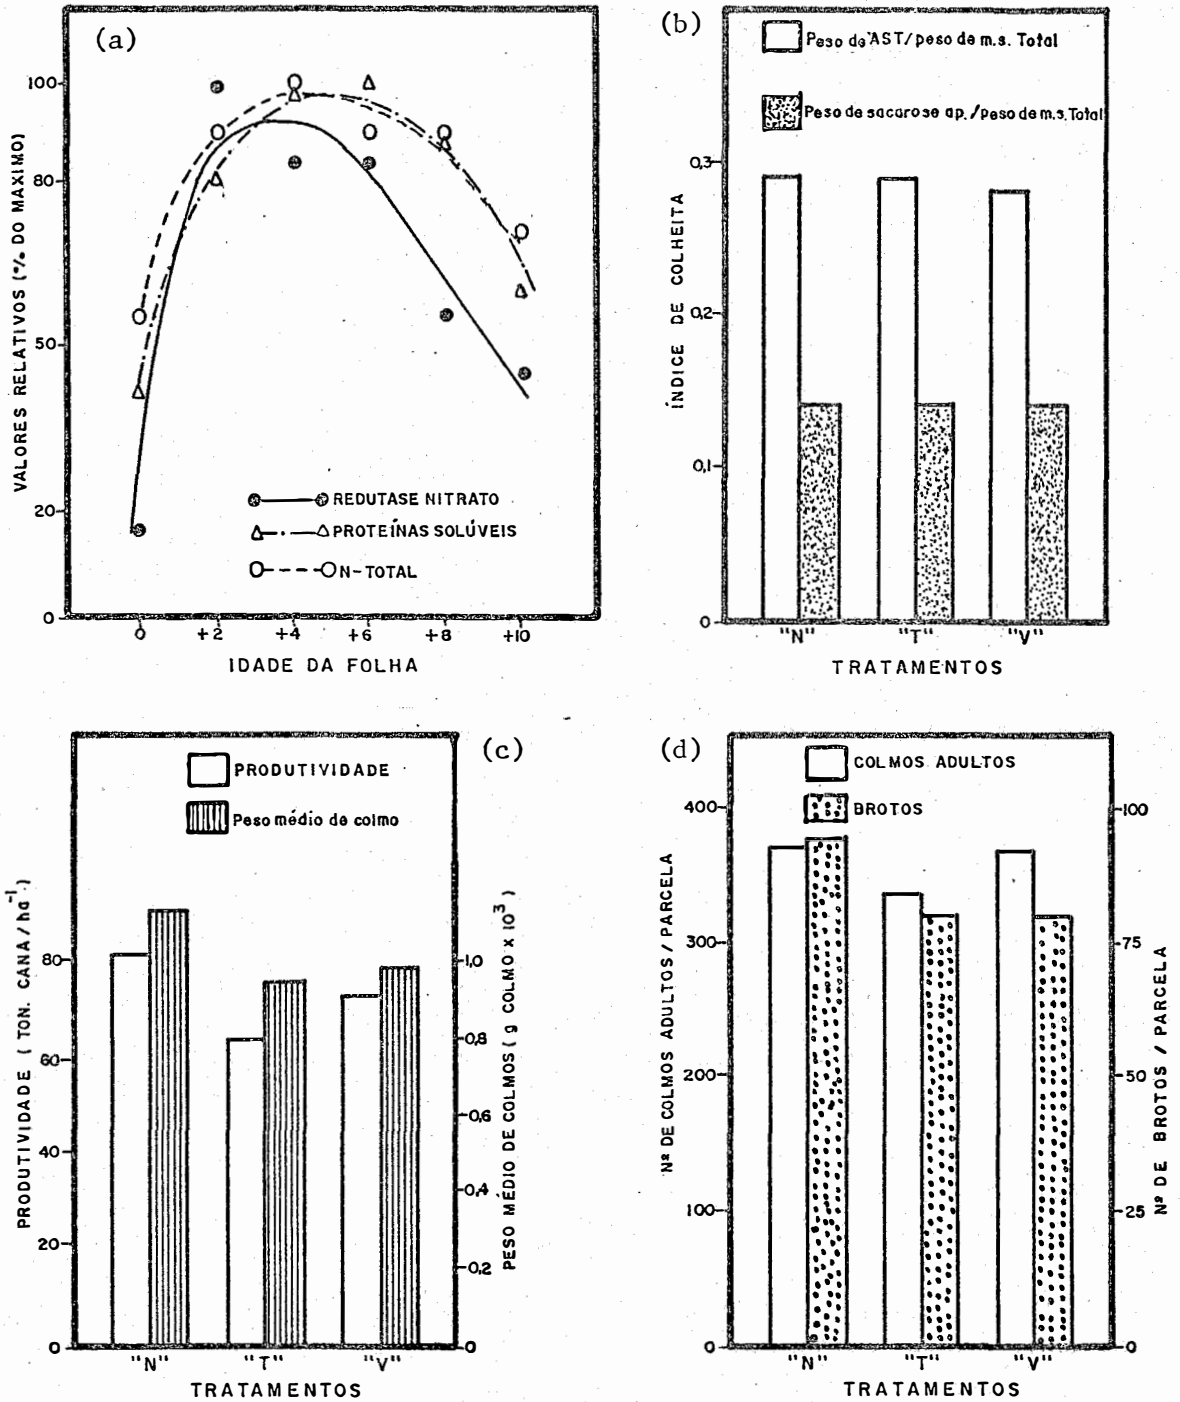 (a)
VALORES RELATIVOS (% DO MAXIMO)
100
80
50
20
0
REDUTASE NITRATO
PROTEÍNAS SOLÚVEIS
N-TOTAL
0 +2 +4 +6 +8 +10
IDADE DA FOLHA
(b)
Peso de AST/peso de m.s. Total
Peso de sacarose ap./peso de m.s. Total
ÍNDICE DE COLHEITA
0,3
0,2
0,1
0
"N" "T" "V"
TRATAMENTOS
(c)
PRODUTIVIDADE
Peso médio de colmo
PRODUTIVIDADE ( TON. CANA / ha⁻¹ )
80
60
40
20
0
1,0
0,8
0,6
0,4
0,2
0
PESO MÉDIO DE COLMOS ( g COLMO x 10³
"N" "T" "V"
TRATAMENTOS
(d)
COLMOS ADULTOS
BROTOS
Nº DE COLMOS ADULTOS / PARCELA
400
300
200
100
0
100
75
50
25
0
Nº DE BROTOS / PARCELA
"N" "T" "V"
TRATAMENTOS